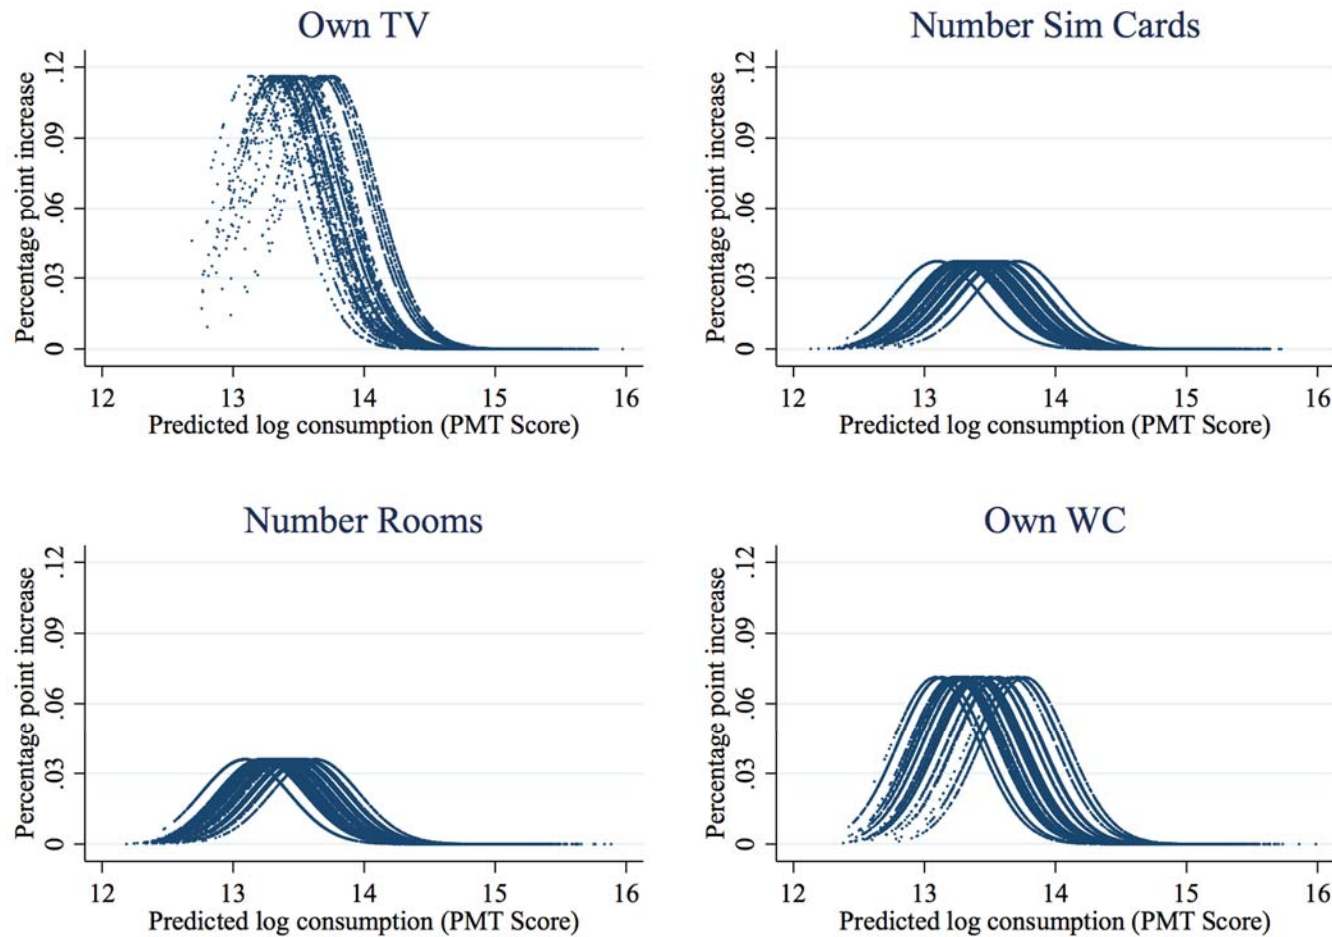 Own TV
Percentage point increase
.12
.09
.06
.03
0
12 13 14 15 16
Predicted log consumption (PMT Score)
Number Sim Cards
Percentage point increase
.12
.09
.06
.03
0
12 13 14 15 16
Predicted log consumption (PMT Score)
Number Rooms
Percentage point increase
.12
.09
.06
.03
0
12 13 14 15 16
Predicted log consumption (PMT Score)
Own WC
Percentage point increase
.12
.09
.06
.03
0
12 13 14 15 16
Predicted log consumption (PMT Score)